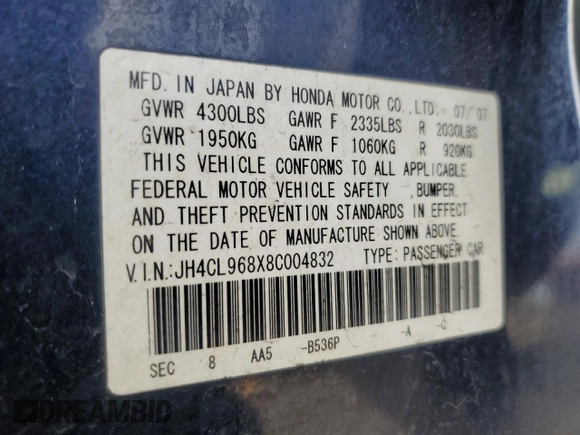 MFD. IN JAPAN BY HONDA MOTOR CO.,LTD: 07/07
GVWR 4300LBS GAWR F 2335LBS R 2030LBS
GVWR 1950KG GAWR F 1060KG R 920KG
THIS VEHICLE CONFORMS TO ALL APPLICABLE
FEDERAL MOTOR VEHICLE SAFETY ,BUMPER,
AND THEFT PREVENTION STANDARDS IN EFFECT
ON THE DATE OF MANUFACTURE SHOWN ABOVE.
V.I.N.:JH4CL968X8C004832 TYPE: PASSENGER CAR
SEC 8 AA5 -B536P -A -C
DREAMBID